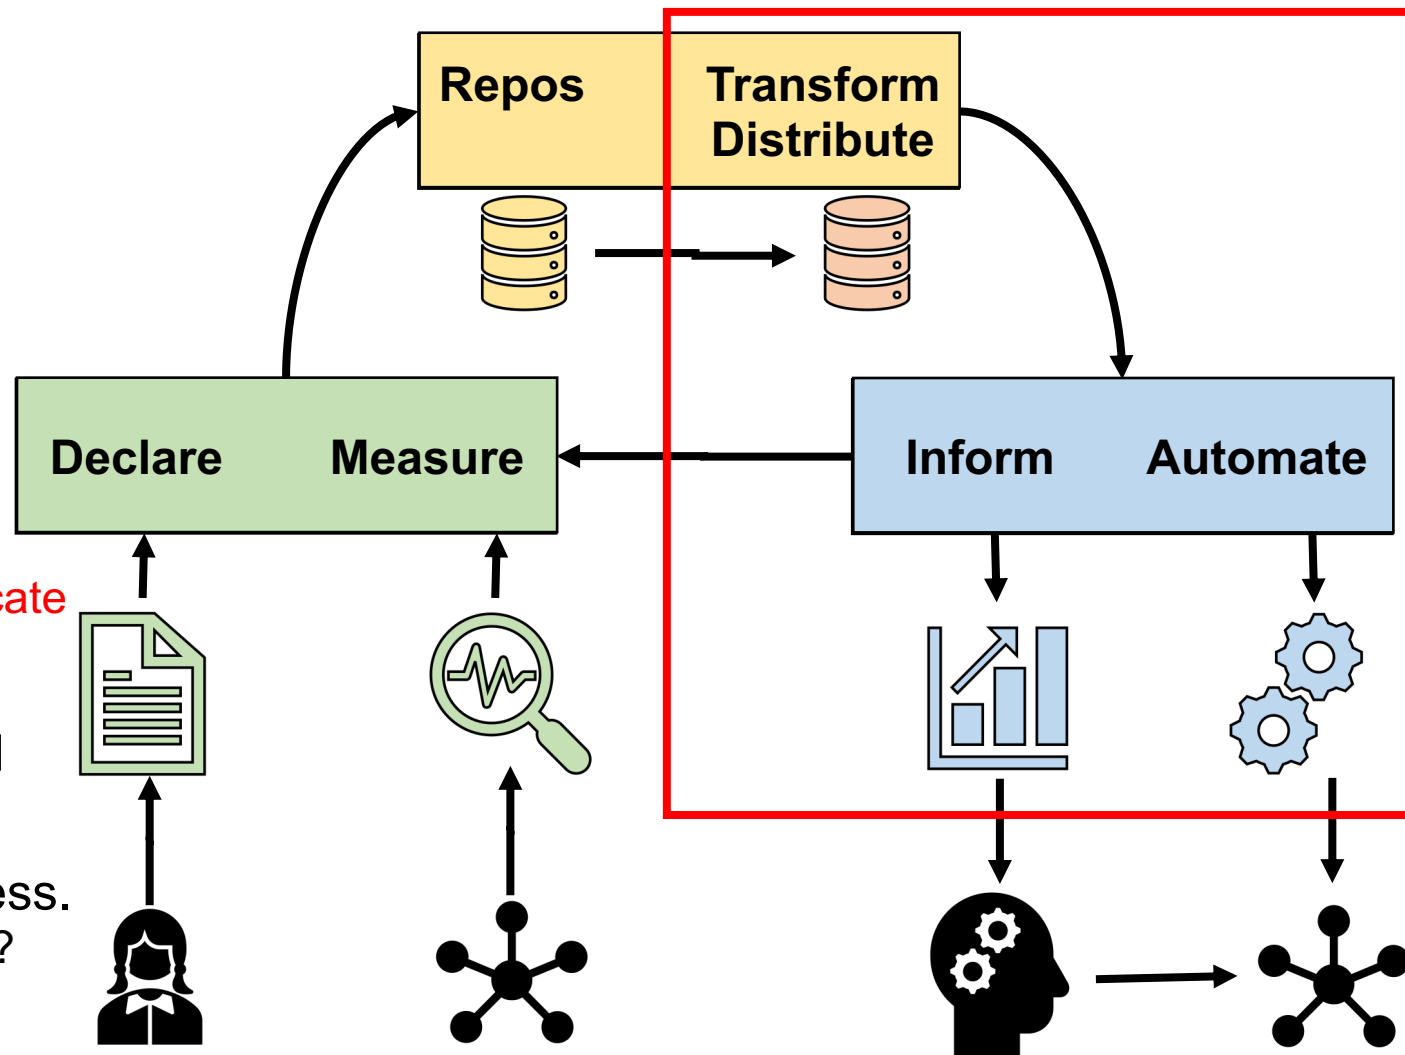 Repos
Transform
Distribute
Declare
Measure
Inform
Automate
cate
ess.
?